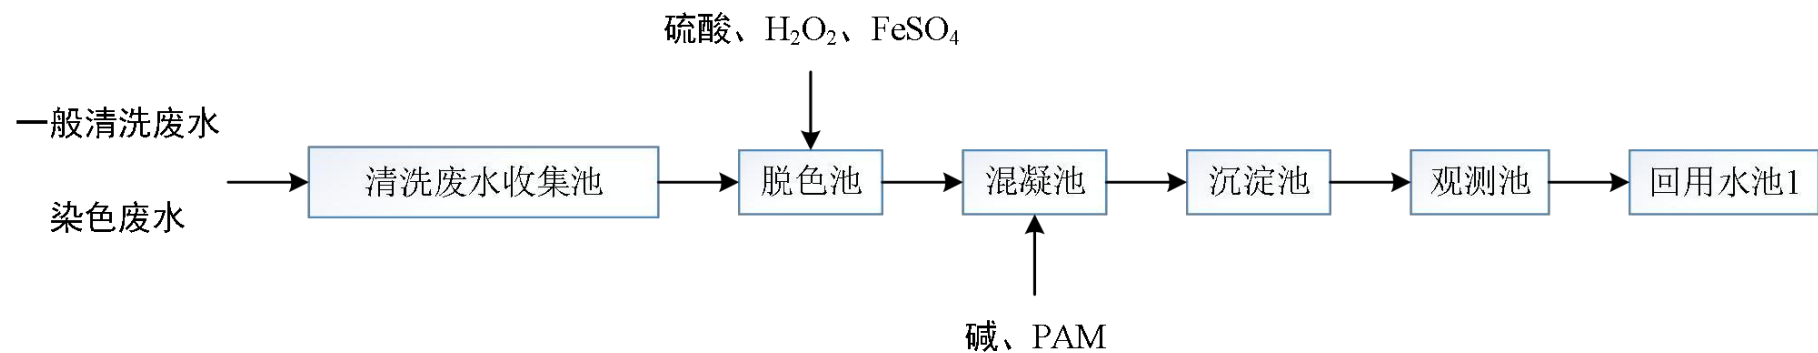 硫酸、H₂O₂、FeSO₄
一般清洗废水
染色废水
清洗废水收集池
脱色池
混凝池
沉淀池
观测池
回用水池1
碱、PAM